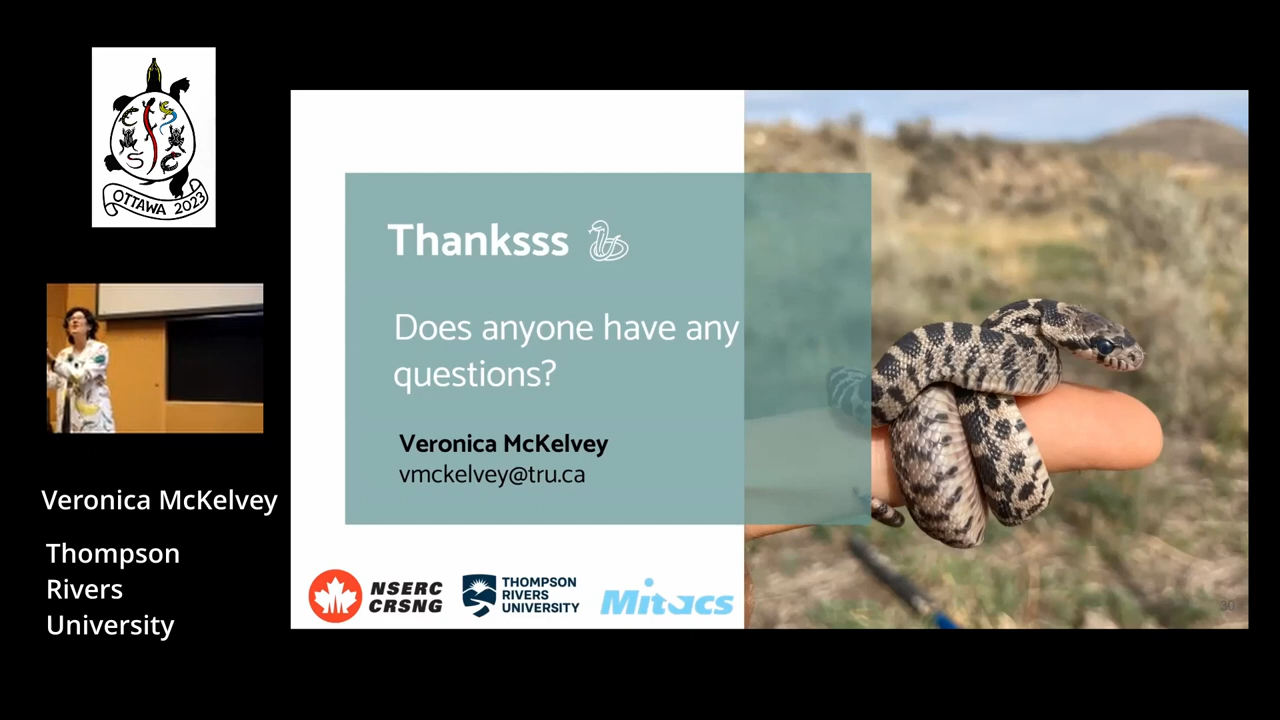 C S S C
OTTAWA 2023
Thanksss
Does anyone have any
questions?
Veronica McKelvey
vmckelvey@tru.ca
Veronica McKelvey
Thompson
Rivers
University
NSERC
CRSNG
THOMPSON
RIVERS
UNIVERSITY
Mitacs
30